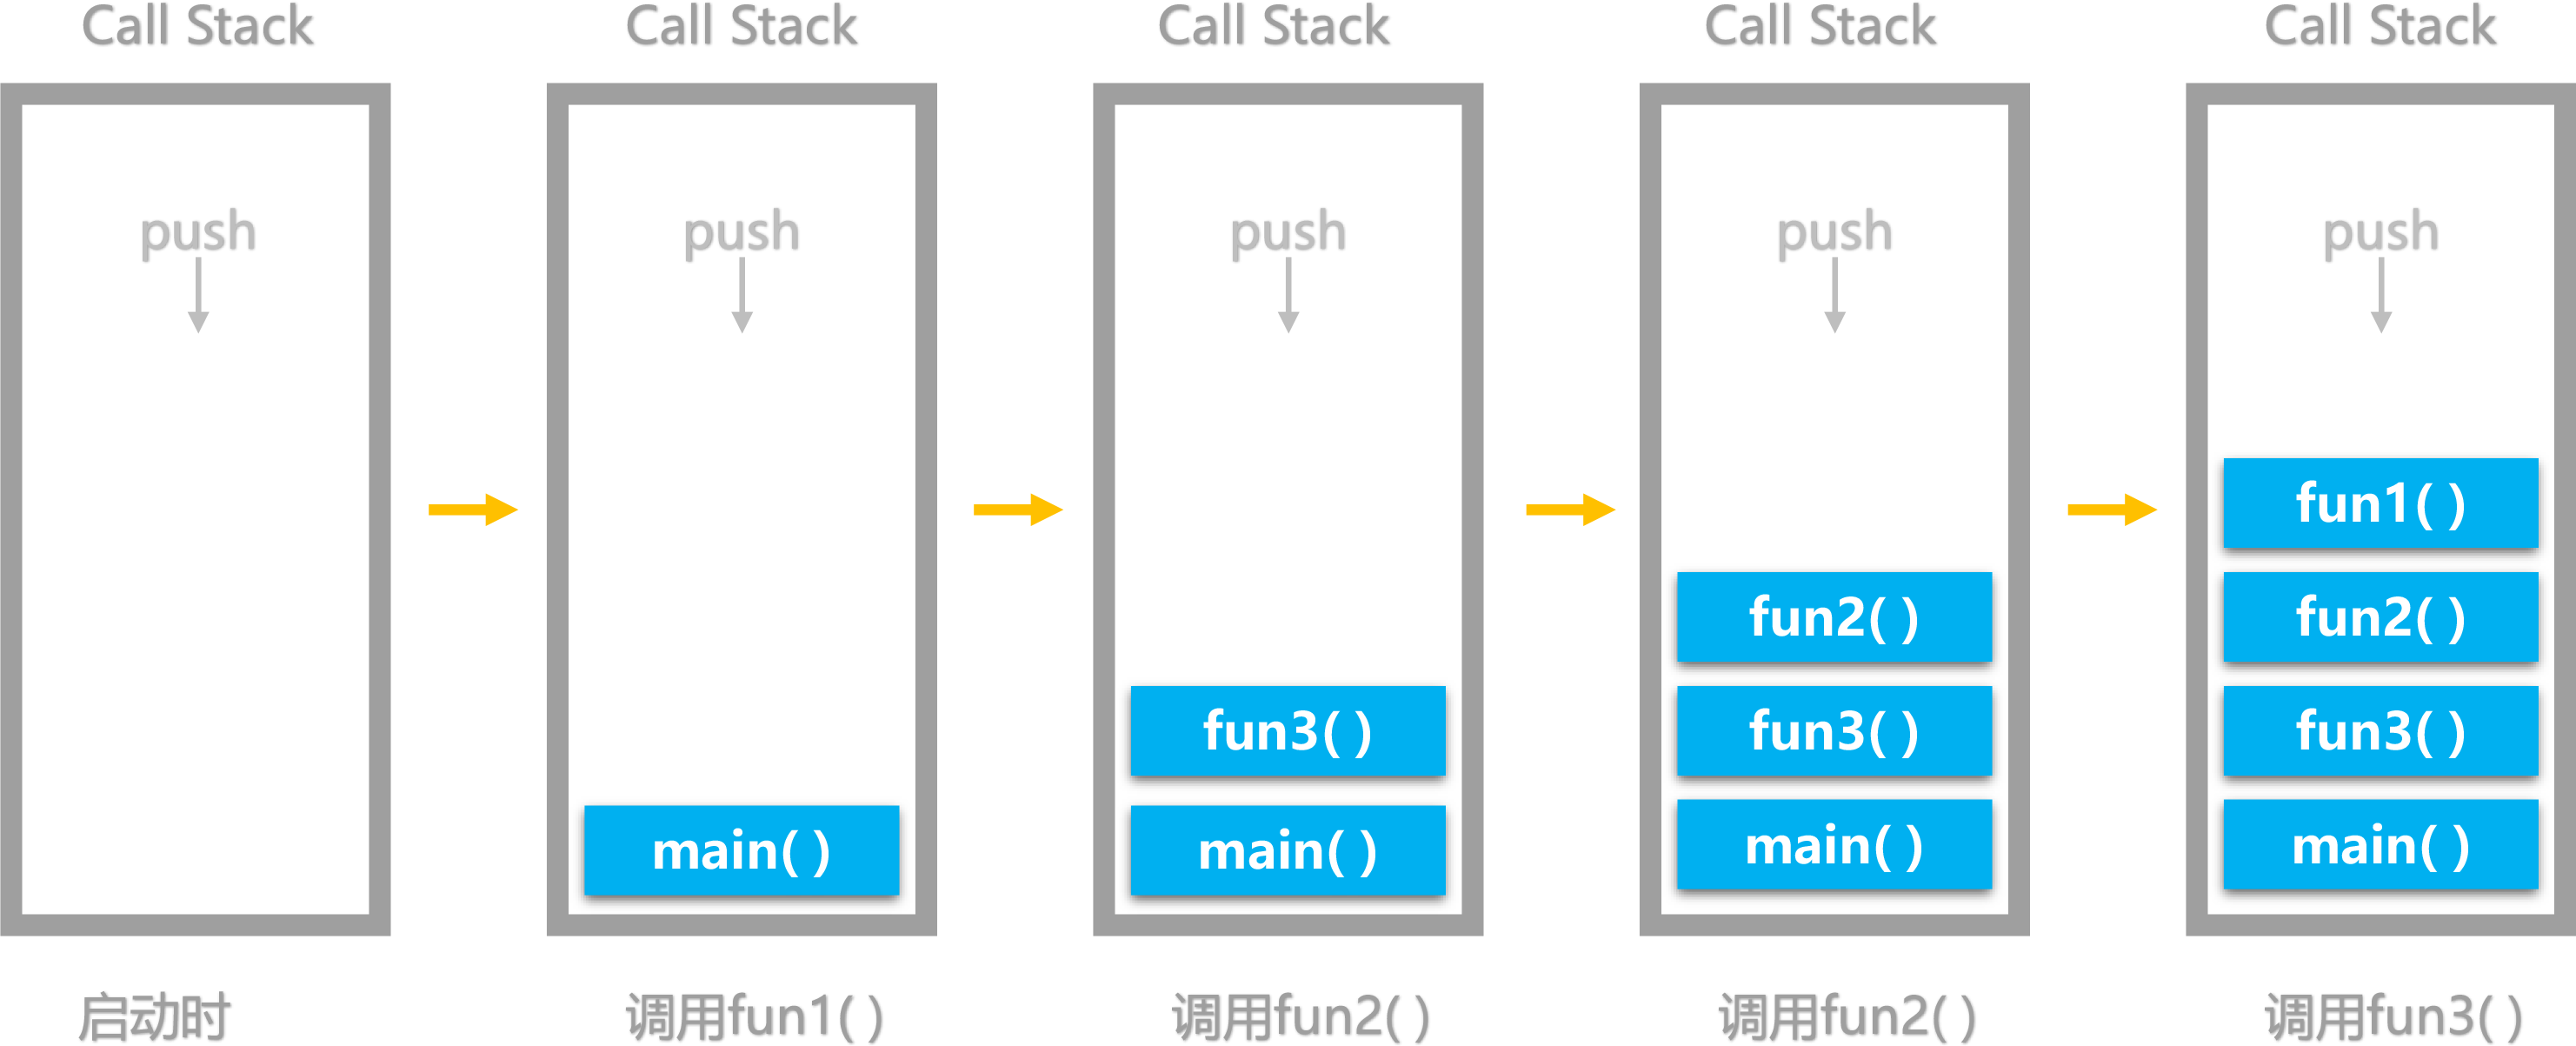 Call Stack
Call Stack
Call Stack
Call Stack
Call Stack
push
push
push
push
push
fun1( )
fun2( )
fun2( )
fun3( )
fun3( )
fun3( )
main( )
main( )
main( )
main( )
启动时
调用fun1( )
调用fun2( )
调用fun2( )
调用fun3( )